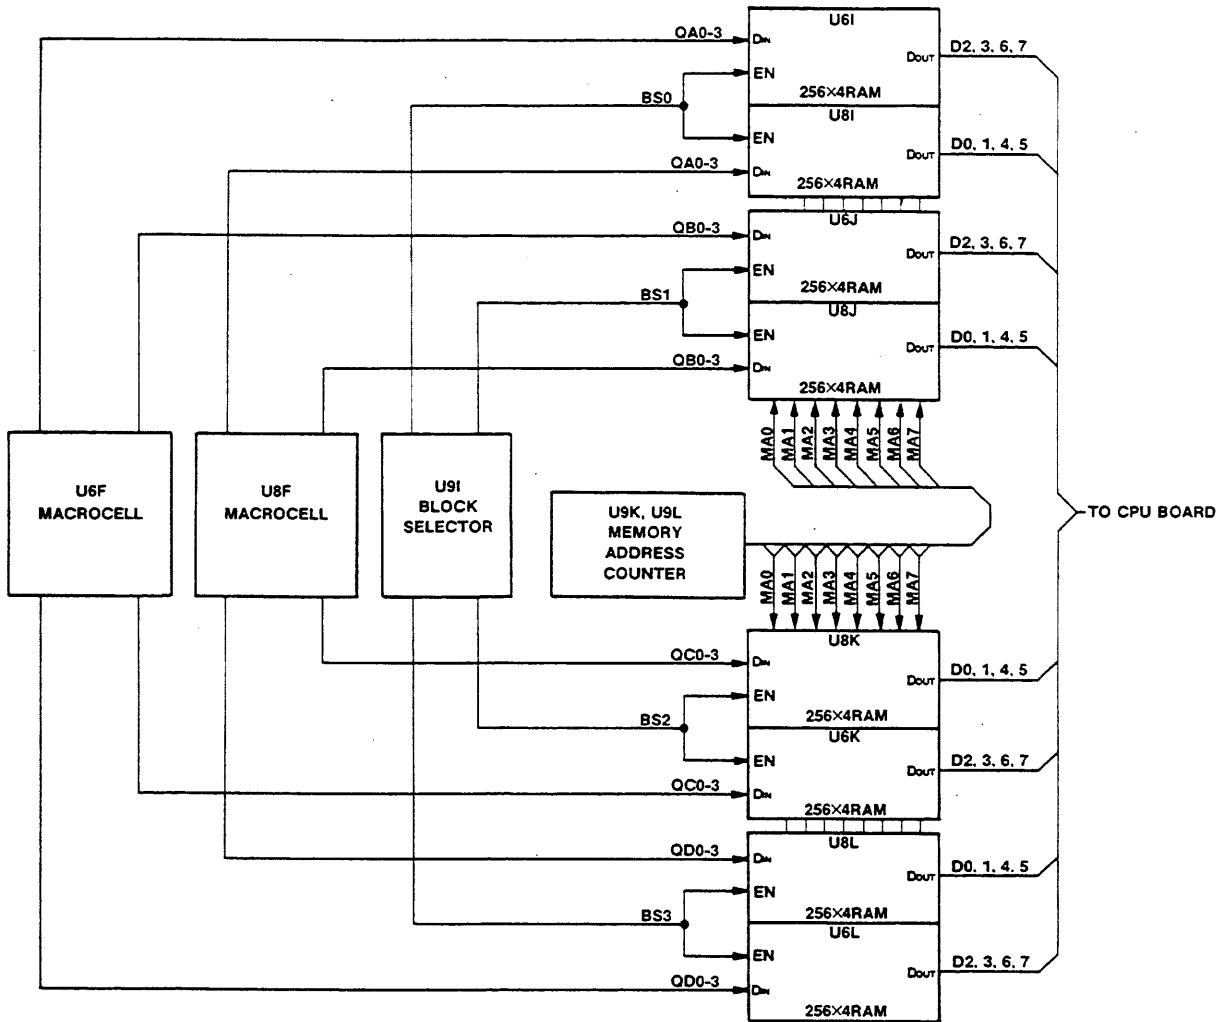 U6I
QA0-3
DIN
D2, 3, 6, 7
DOUT
EN
256×4RAM
BS0
U8I
EN
D0, 1, 4, 5
DOUT
QA0-3
DIN
256×4RAM
U6J
QB0-3
DIN
D2, 3, 6, 7
DOUT
EN
256×4RAM
BS1
U8J
EN
D0, 1, 4, 5
DOUT
QB0-3
DIN
256×4RAM
MA0
MA1
MA2
MA3
MA4
MA5
MA6
MA7
U6F
MACROCELL
U8F
MACROCELL
U9I
BLOCK
SELECTOR
U9K, U9L
MEMORY
ADDRESS
COUNTER
TO CPU BOARD
MA0
MA1
MA2
MA3
MA4
MA5
MA6
MA7
U8K
QC0-3
DIN
D0, 1, 4, 5
DOUT
EN
256×4RAM
BS2
U6K
EN
D2, 3, 6, 7
DOUT
QC0-3
DIN
256×4RAM
U8L
QD0-3
DIN
D0, 1, 4, 5
DOUT
EN
256×4RAM
BS3
U6L
EN
D2, 3, 6, 7
DOUT
QD0-3
DIN
256×4RAM